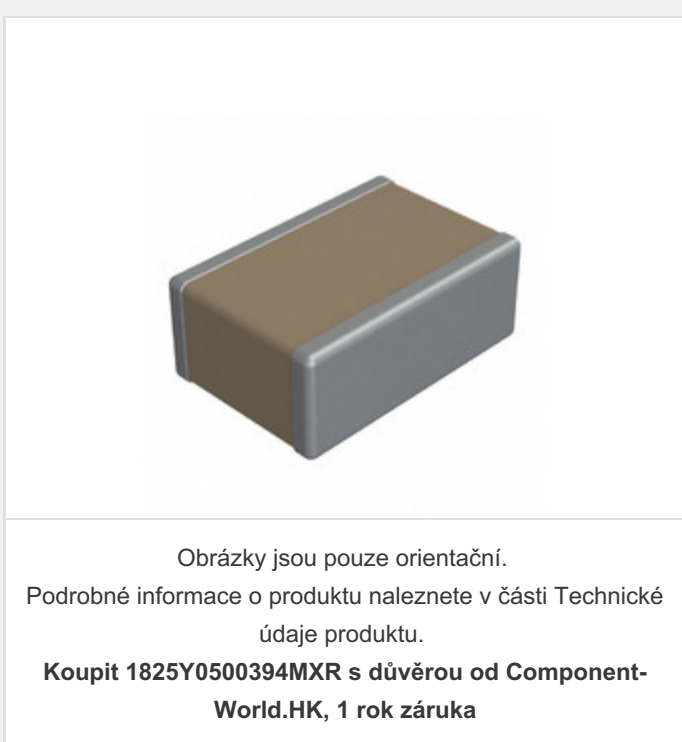 Obrázky jsou pouze orientační.
Podrobné informace o produktu naleznete v části Technické
údaje produktu.
Koupit 1825Y0500394MXR s důvěrou od Component-
World.HK, 1 rok záruka